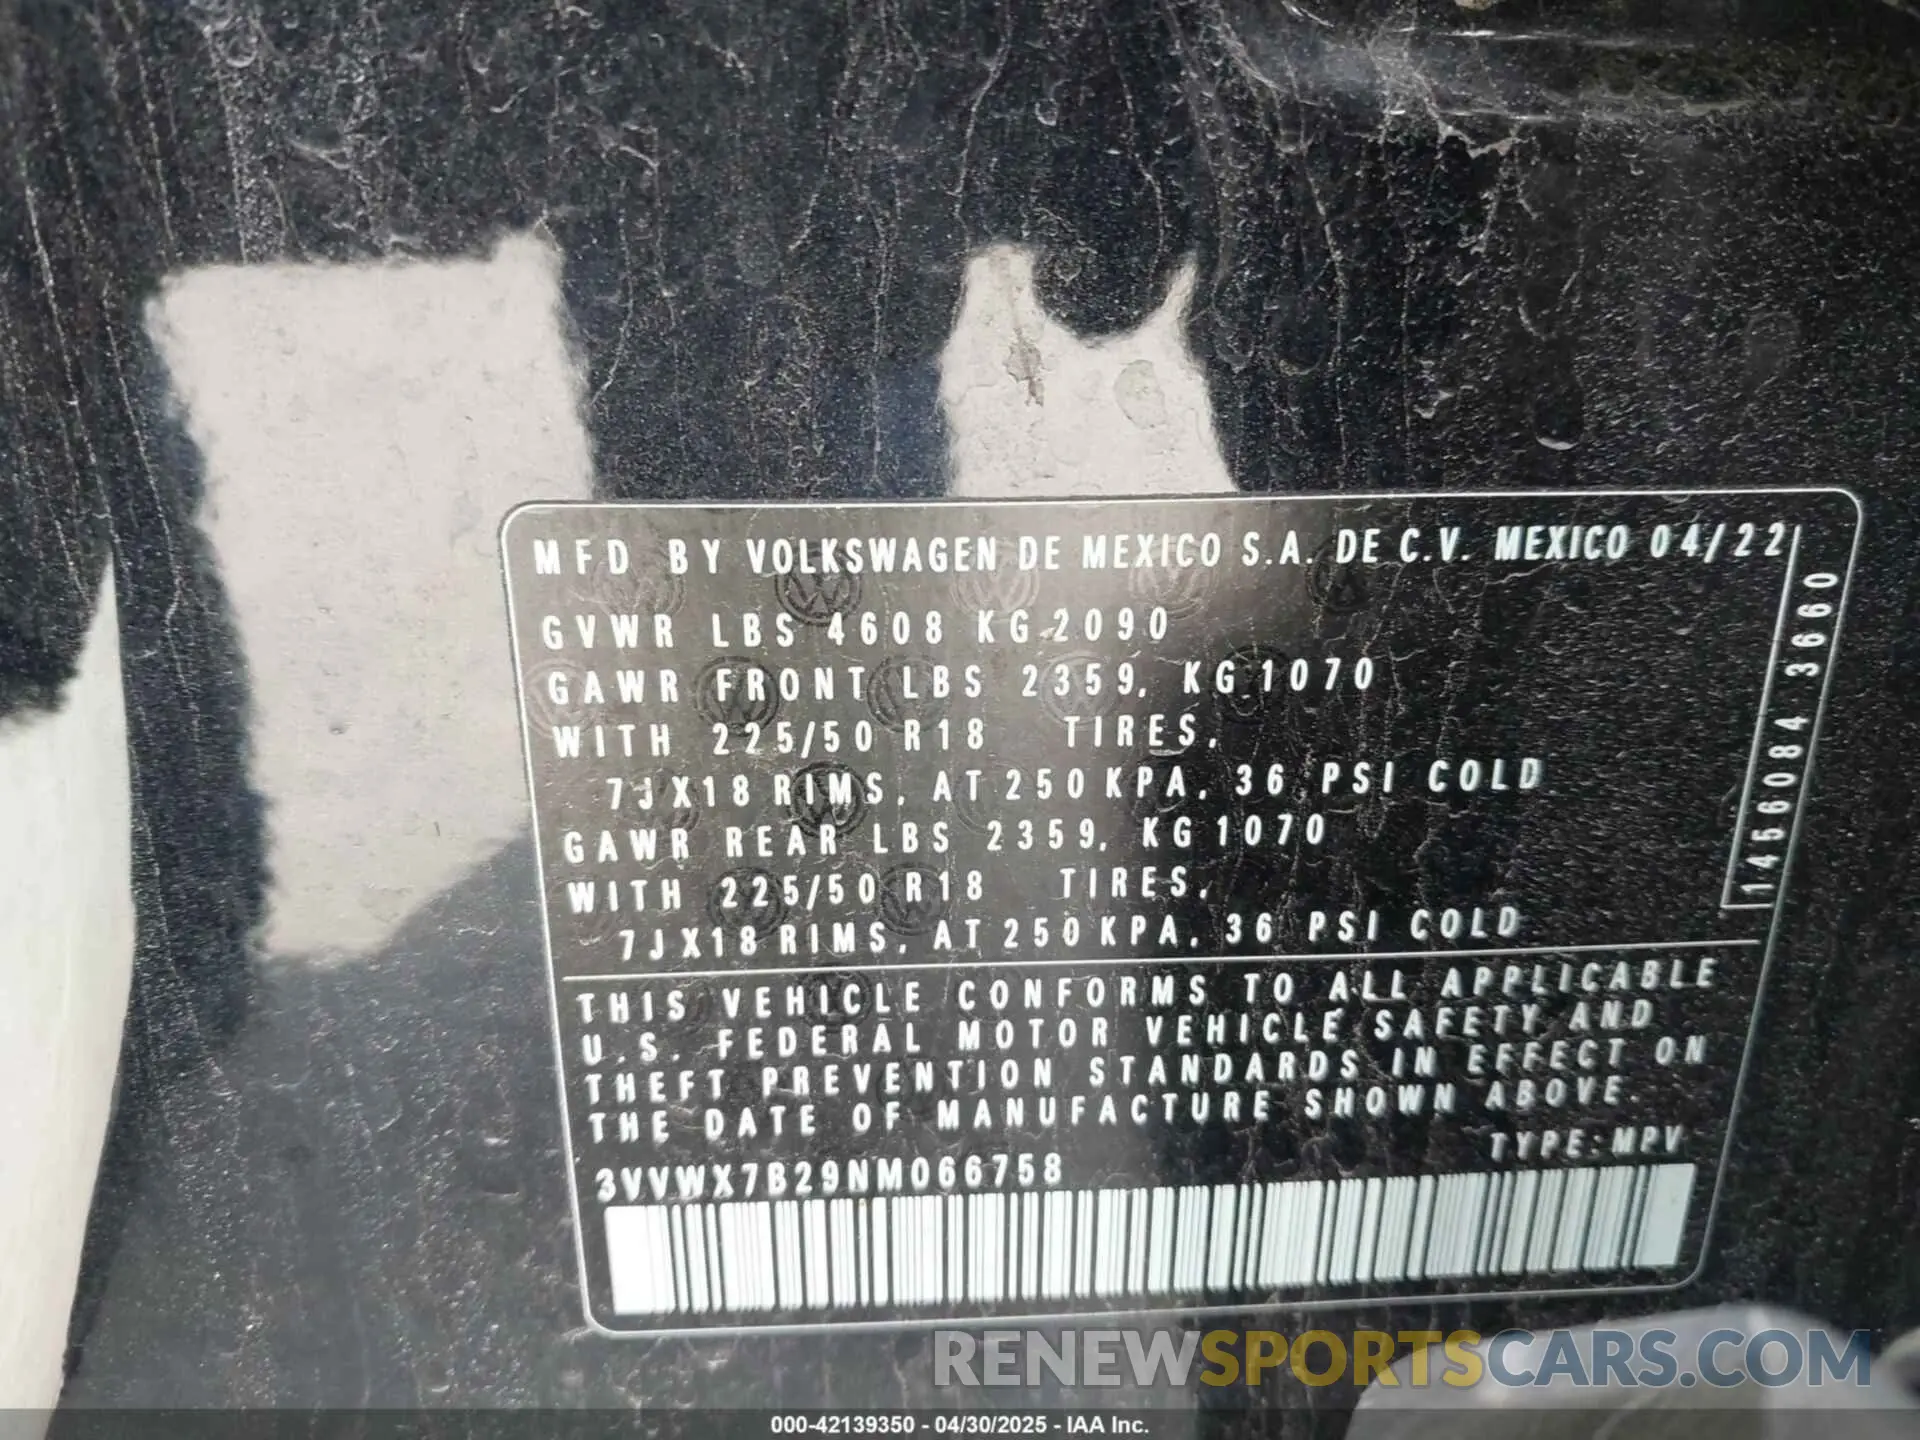 MFD BY VOLKSWAGEN DE MEXICO S.A. DE C.V. MEXICO 04/22
GVWR LBS 4608 KG 2090
GAWR FRONT LBS 2359, KG 1070
WITH 225/50 R18 TIRES,
7JX18 RIMS, AT 250 KPA, 36 PSI COLD
GAWR REAR LBS 2359, KG 1070
WITH 225/50 R18 TIRES,
7JX18 RIMS, AT 250 KPA, 36 PSI COLD
1456084 3660
THIS VEHICLE CONFORMS TO ALL APPLICABLE
U.S. FEDERAL MOTOR VEHICLE SAFETY AND
THEFT PREVENTION STANDARDS IN EFFECT ON
THE DATE OF MANUFACTURE SHOWN ABOVE.
TYPE: MPV
3VVWX7B29NM066758
RENEWSPORTSCARS.COM
000-42139350 - 04/30/2025 - IAA Inc.